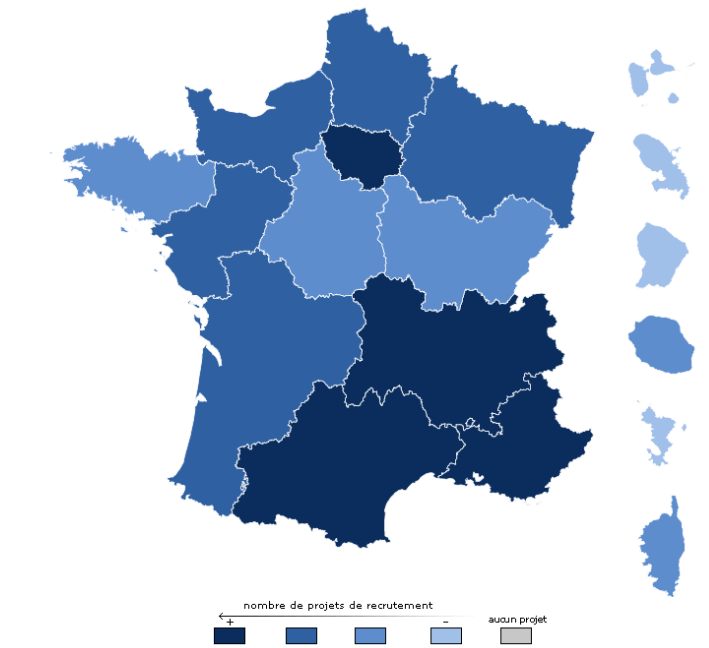 nombre de projets de recrutement
+
-
aucun projet